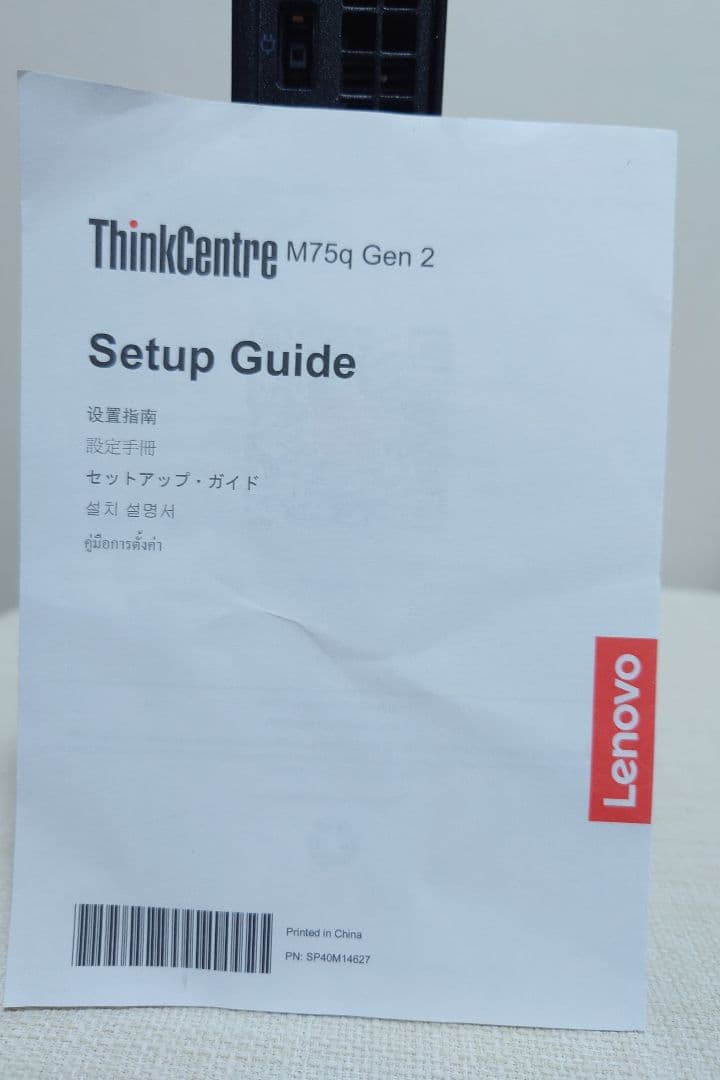 ThinkCentre M75q Gen 2
Setup Guide
设置指南
設定手冊
セットアップ・ガイド
설치 설명서
คู่มือการตั้งค่า
Lenovo
Printed in China
PN: SP40M14627